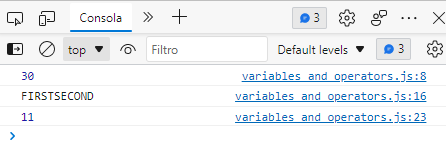 Consola 3
top Filtro Default levels 3
30 variables and operators.js:8
FIRSTSECOND variables and operators.js:16
11 variables and operators.js:23